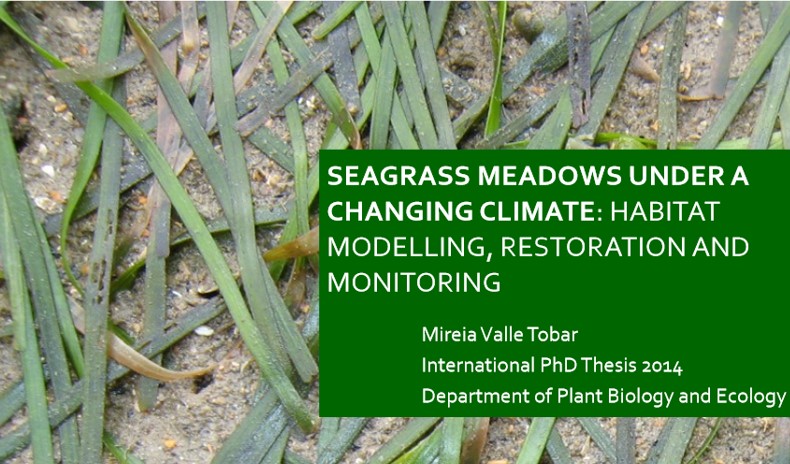 SEAGRASS MEADOWS UNDER A
CHANGING CLIMATE: HABITAT
MODELLING, RESTORATION AND
MONITORING
Mireia Valle Tobar
International PhD Thesis 2014
Department of Plant Biology and Ecology